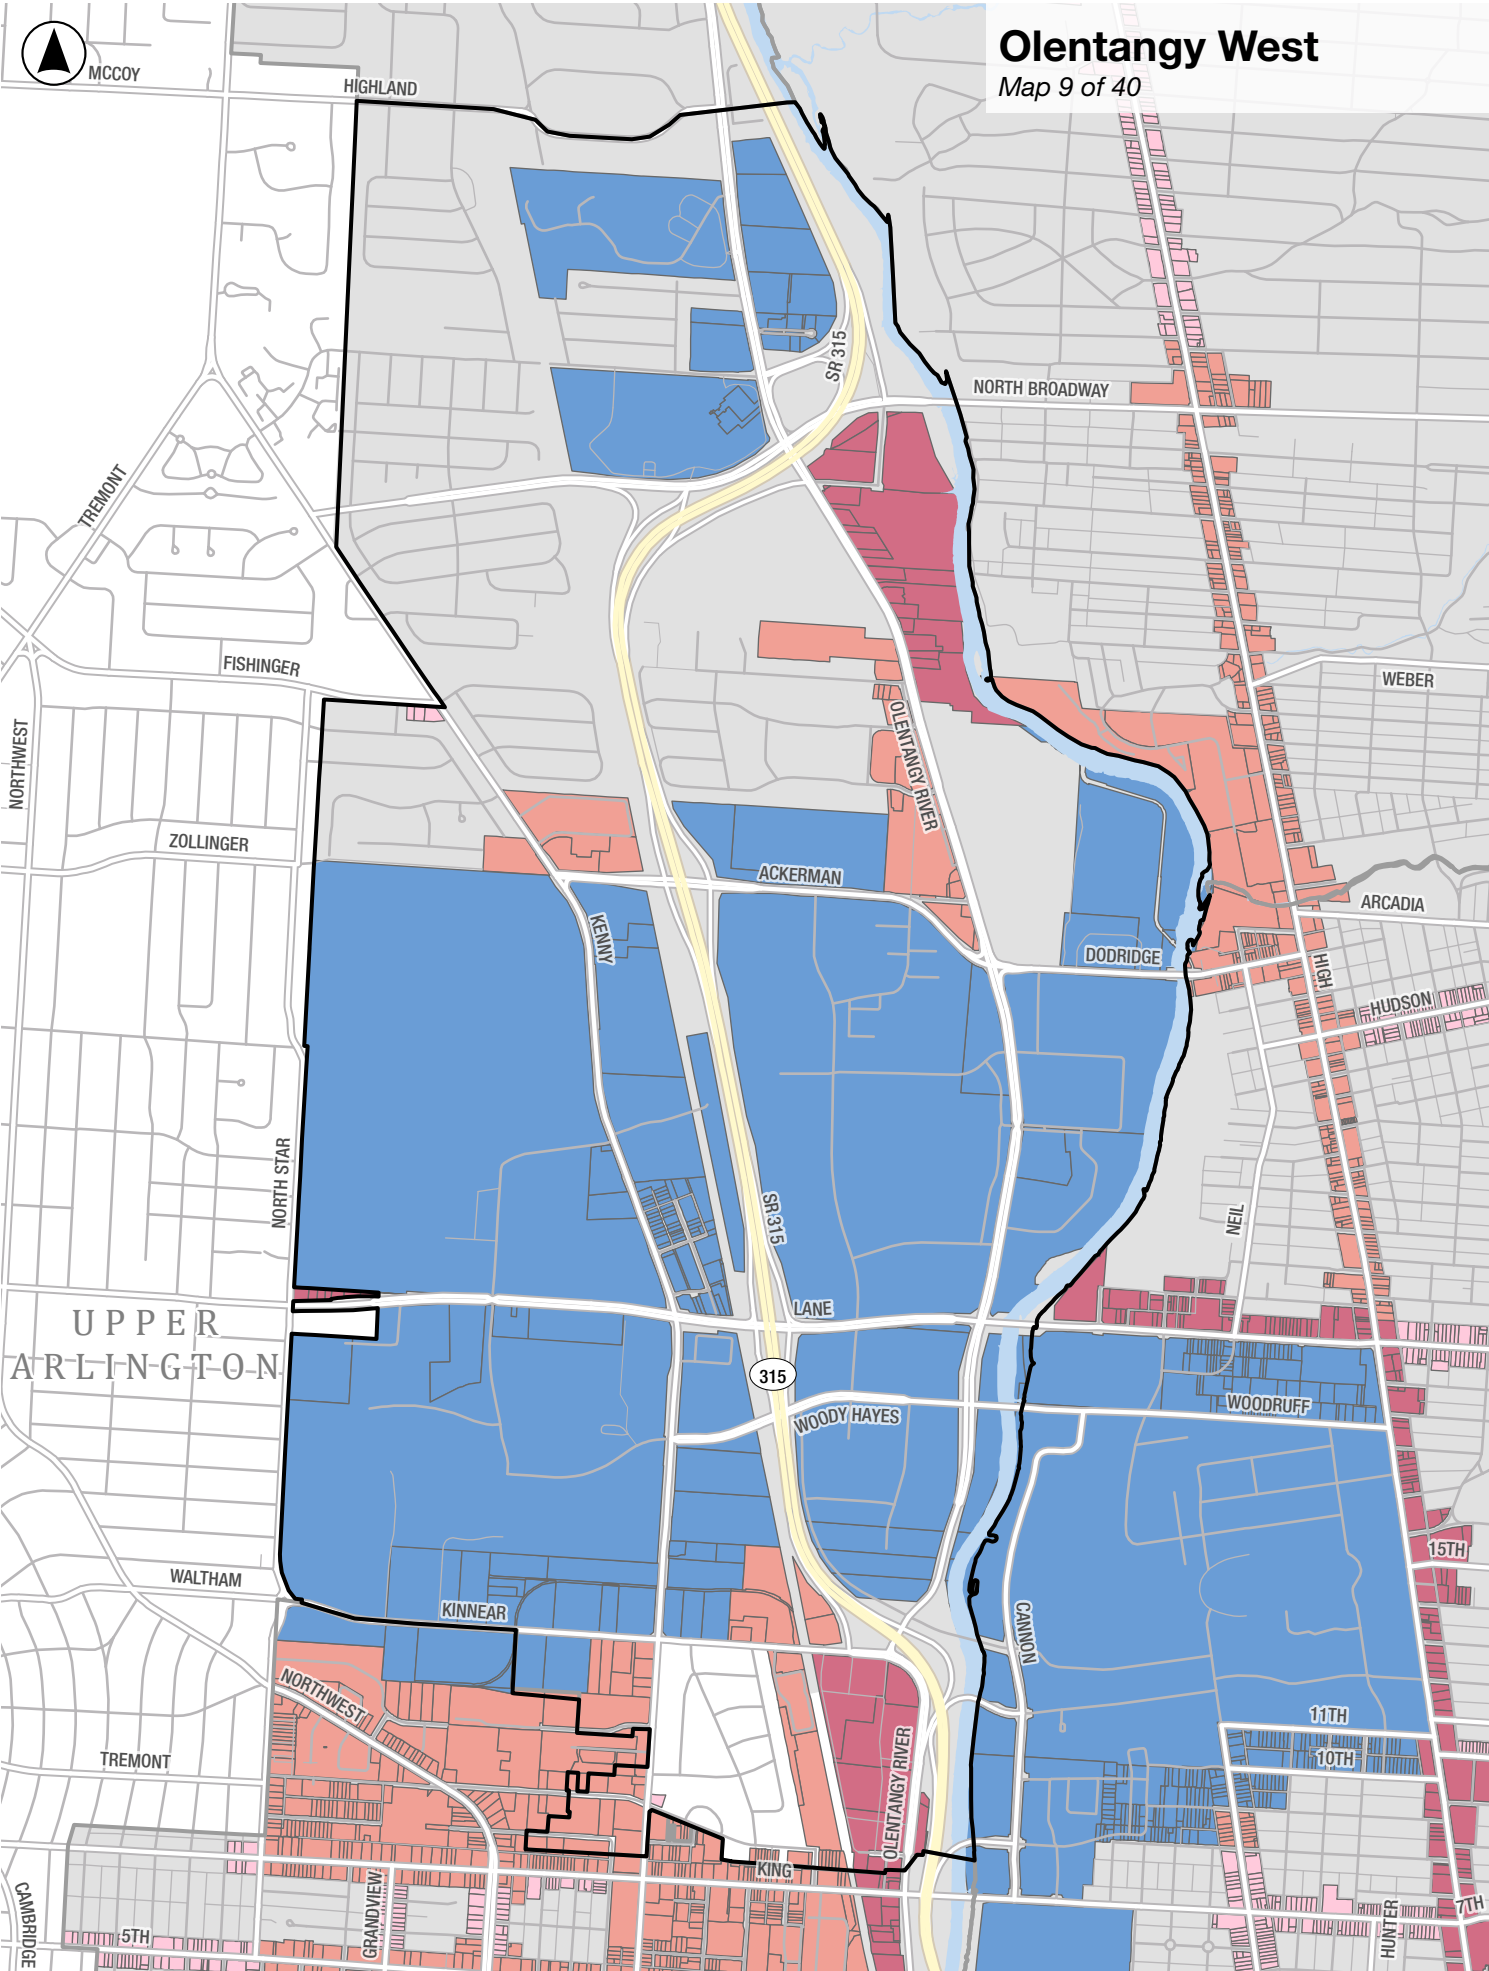 Olentangy West
Map 9 of 40
MCCOY
HIGHLAND
SR 315
NORTH BROADWAY
TREMONT
FISHINGER
WEBER
NORTHWEST
OLENTANGY RIVER
ZOLLINGER
ACKERMAN
ARCADIA
KENNY
DODRIDGE
HIGH
HUDSON
NORTH STAR
SR 315
NEIL
LANE
UPPER
ARLINGTON
315
WOODY HAYES
WOODRUFF
15TH
WALTHAM
KINNEAR
CANNON
NORTHWEST
11TH
10TH
TREMONT
OLENTANGY RIVER
KING
CAMBRIDGE
GRANDVIEW
HUNTER
7TH
5TH